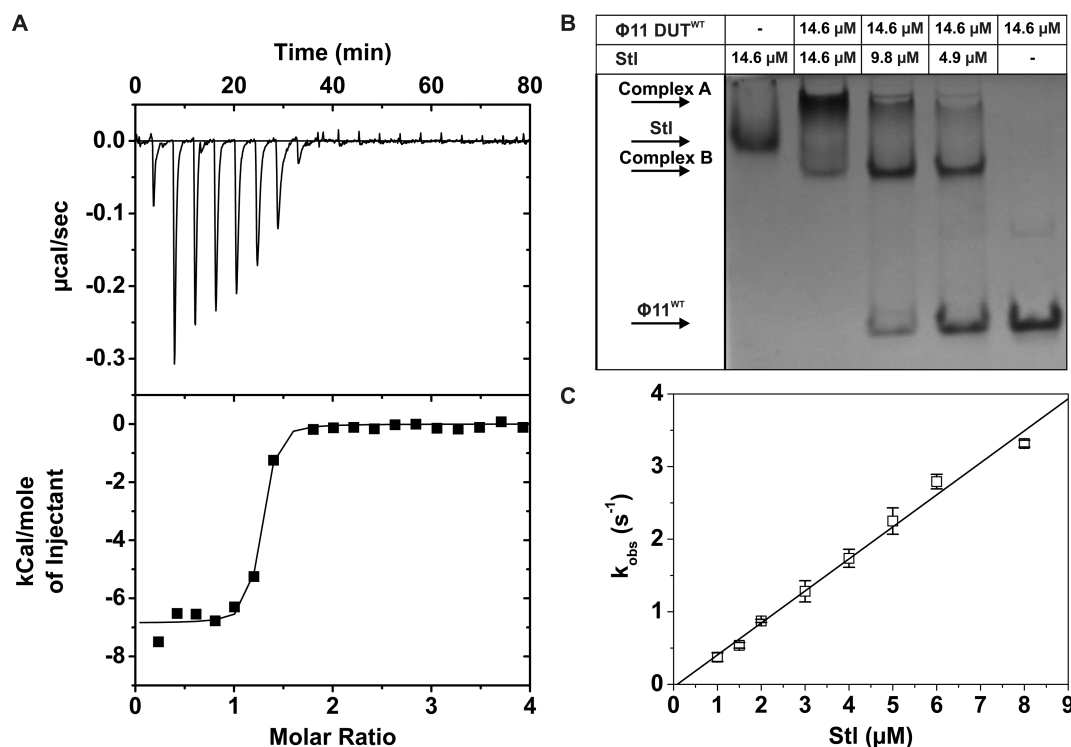 A
Time (min)
0 20 40 60 80
0.0
-0.1
-0.2
-0.3
µcal/sec
0
-2
-4
-6
-8
kCal/mole
of Injectant
0 1 2 3 4
Molar Ratio
B
Φ11 DUT^WT - 14.6 µM 14.6 µM 14.6 µM 14.6 µM
Stl 14.6 µM 14.6 µM 9.8 µM 4.9 µM -
Complex A
Stl
Complex B
Φ11^WT
C
4
3
2
1
0
k_obs (s^-1)
0 1 2 3 4 5 6 7 8 9
Stl (µM)